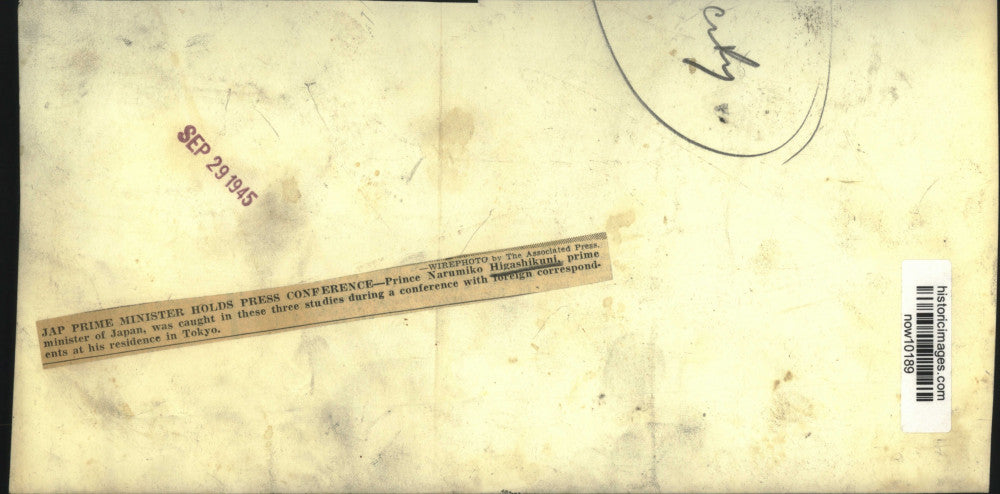 city
SEP 29 1945
—WIREPHOTO by The Associated Press.
JAP PRIME MINISTER HOLDS PRESS CONFERENCE—Prince Narumiko Higashikuni, prime
minister of Japan, was caught in these three studies during a conference with foreign correspond-
ents at his residence in Tokyo.
historicimages.com
now10189